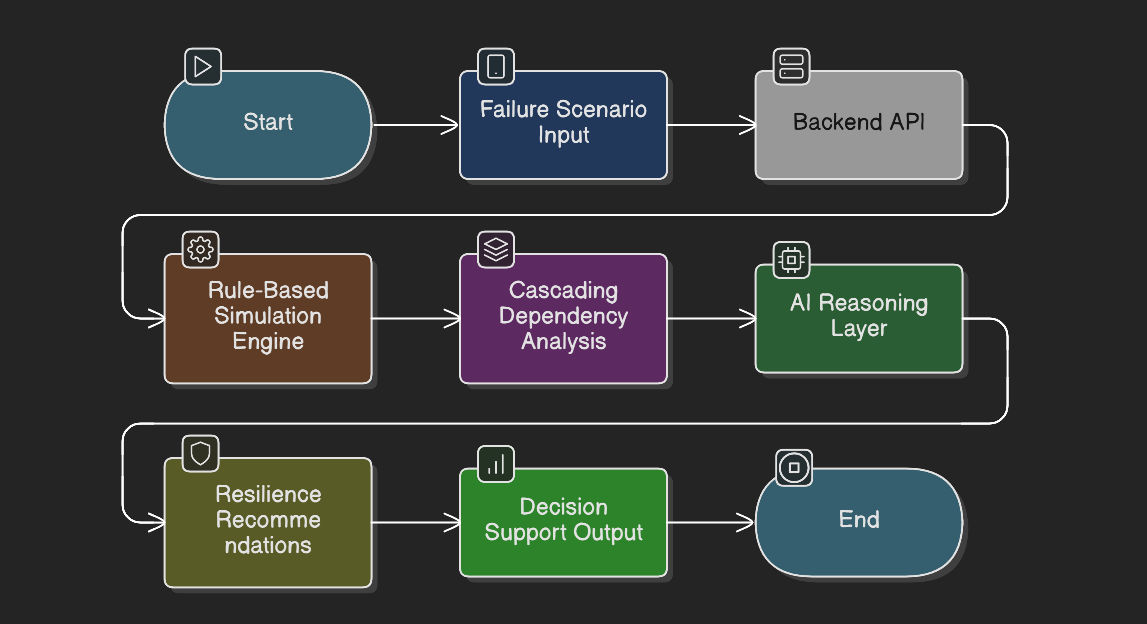 Start
Failure Scenario
Input
Backend API
Rule-Based
Simulation
Engine
Cascading
Dependency
Analysis
AI Reasoning
Layer
Resilience
Recomme
ndations
Decision
Support Output
End